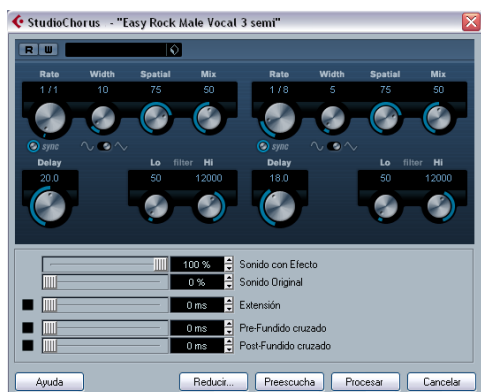 StudioChorus - "Easy Rock Male Vocal 3 semi"
R W
Rate Width Spatial Mix Rate Width Spatial Mix
1 / 1 10 75 50 1 / 8 5 75 50
sync sync
Delay Lo filter Hi Delay Lo filter Hi
20.0 50 12000 18.0 50 12000
100 % Sonido con Efecto
0 % Sonido Original
0 ms Extensión
0 ms Pre-Fundido cruzado
0 ms Post-Fundido cruzado
Ayuda Reducir... Preescucha Procesar Cancelar